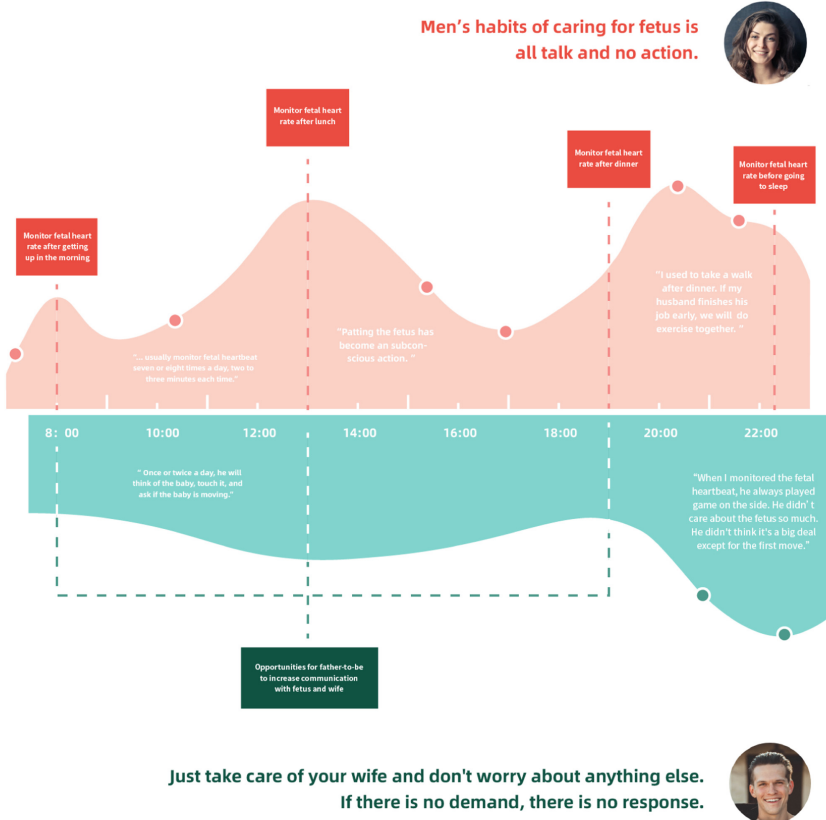 Men's habits of caring for fetus is
all talk and no action.
Monitor fetal heart
rate after lunch
Monitor fetal heart
rate after dinner
Monitor fetal heart
rate before going
to sleep
Monitor fetal heart
rate after getting
up in the morning
"I used to take a walk
after dinner. if my
husband finishes his
job early, we will do
exercise together. "
"Patting the fetus has
become an subcon-
scious action. "
"... usually monitor fetal heartbeat
seven or eight times a day, two to
three minutes each time."
8: 00
10:00
12:00
14:00
16:00
18:00
20:00
22:00
" Once or twice a day, he will
think of the baby, touch it, and
ask if the baby is moving."
"When I monitored the fetal
heartbeat, he always played
game on the side. He didn't
care about the fetus so much.
He didn't think it's a big deal
except for the first move."
Opportunities for father-to-be
to increase communication
with fetus and wife
Just take care of your wife and don't worry about anything else.
If there is no demand, there is no response.